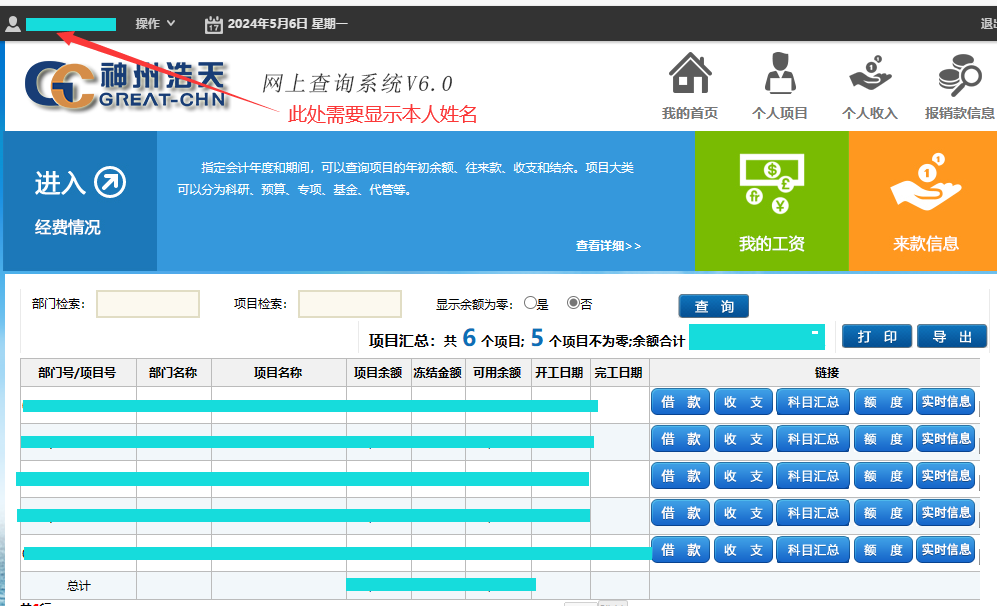 操作
17
2024年5月6日 星期一
神州浩天
GREAT-CHN
网上查询系统V6.0
此处需要显示本人姓名
我的首页 个人项目 个人收入 报销款信息
进入
经费情况
指定会计年度和期间，可以查询项目的年初余额、往来款、收支和结余。项目大类
可以分为科研、预算、专项、基金、代管等。
查看详细>>
我的工资
来款信息
部门检索： 项目检索： 显示余额为零： 是 否 查 询
项目汇总：共 6 个项目; 5 个项目不为零;余额合计 打 印 导 出
部门号/项目号 部门名称 项目名称 项目余额 冻结金额 可用余额 开工日期 完工日期 链接
借 款 收 支 科目汇总 额 度 实时信息
借 款 收 支 科目汇总 额 度 实时信息
借 款 收 支 科目汇总 额 度 实时信息
借 款 收 支 科目汇总 额 度 实时信息
借 款 收 支 科目汇总 额 度 实时信息
总计